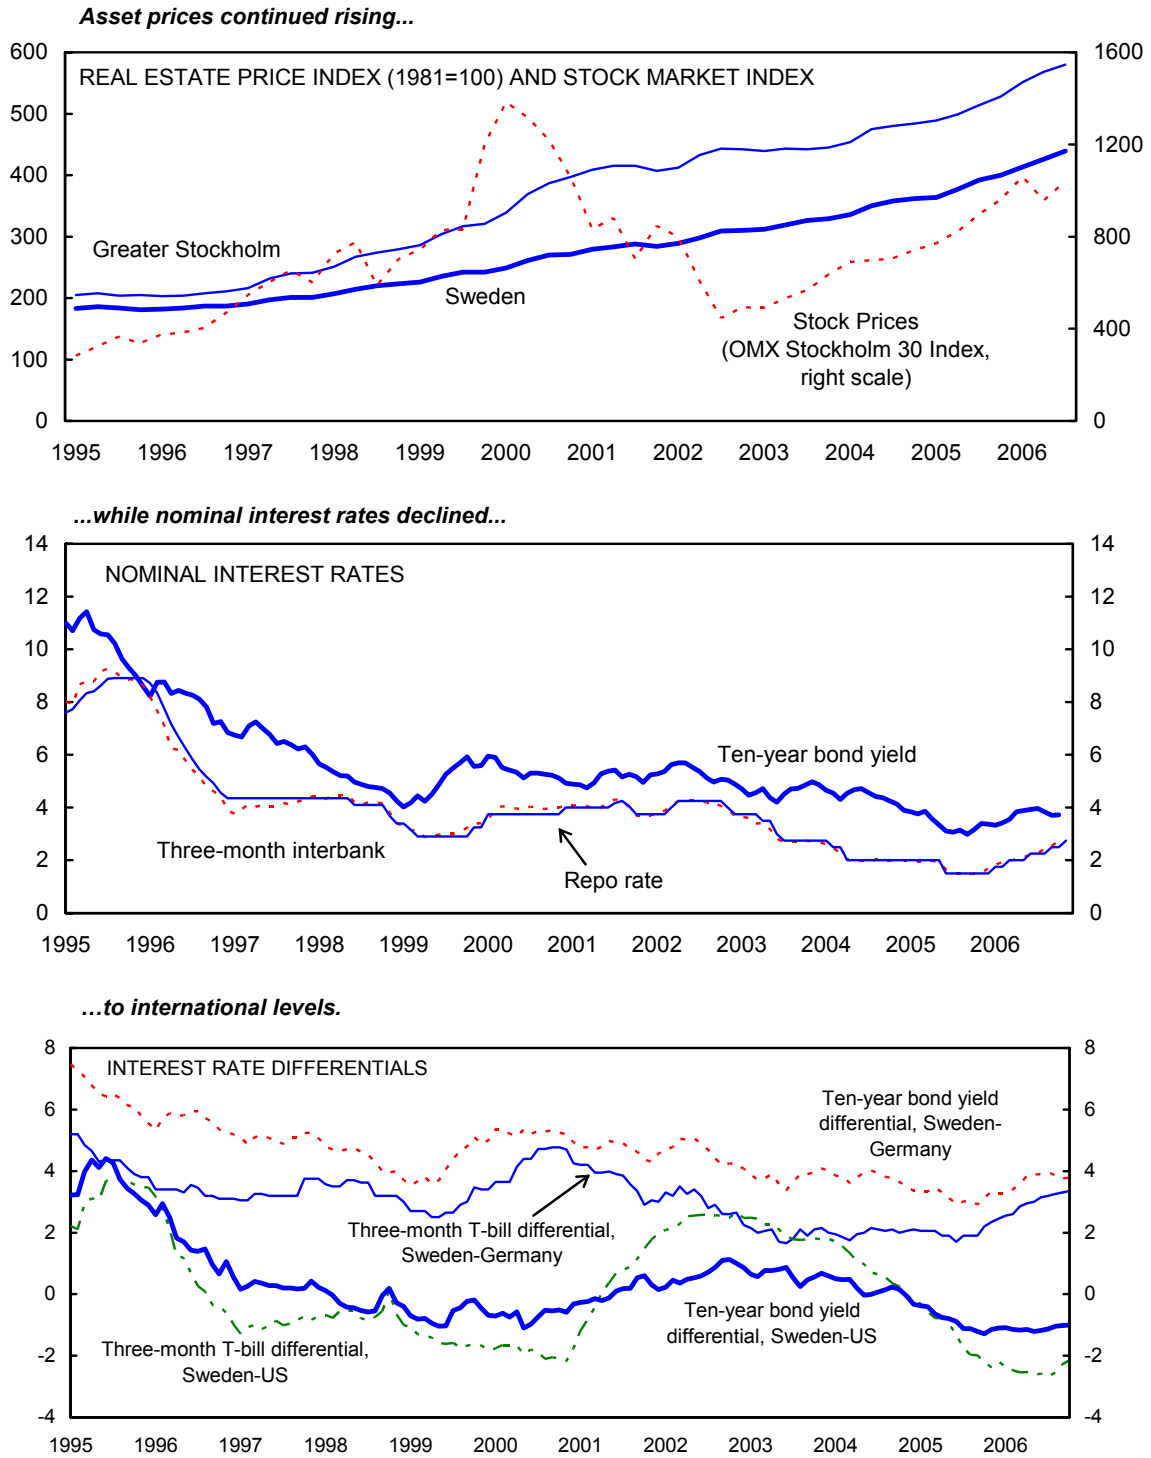 Asset prices continued rising...
600
500
400
300
200
100
0
1600
1200
800
400
0
REAL ESTATE PRICE INDEX (1981=100) AND STOCK MARKET INDEX
Greater Stockholm
Sweden
Stock Prices
(OMX Stockholm 30 Index,
right scale)
1995 1996 1997 1998 1999 2000 2001 2002 2003 2004 2005 2006
...while nominal interest rates declined...
14
12
10
8
6
4
2
0
14
12
10
8
6
4
2
0
NOMINAL INTEREST RATES
Ten-year bond yield
Three-month interbank
Repo rate
1995 1996 1997 1998 1999 2000 2001 2002 2003 2004 2005 2006
…to international levels.
8
6
4
2
0
-2
-4
8
6
4
2
0
-2
-4
INTEREST RATE DIFFERENTIALS
Ten-year bond yield
differential, Sweden-
Germany
Three-month T-bill differential,
Sweden-Germany
Ten-year bond yield
differential, Sweden-US
Three-month T-bill differential,
Sweden-US
1995 1996 1997 1998 1999 2000 2001 2002 2003 2004 2005 2006